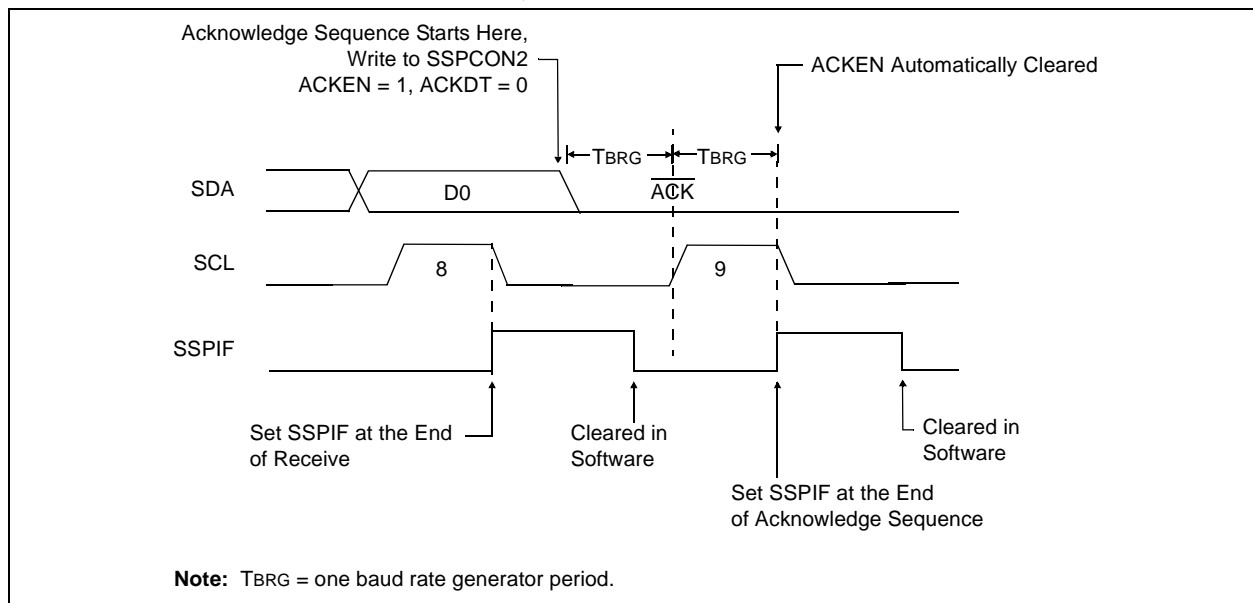 Acknowledge Sequence Starts Here,
Write to SSPCON2
ACKEN = 1, ACKDT = 0
ACKEN Automatically Cleared
TBRG
TBRG
SDA
D0
ACK
SCL
8
9
SSPIF
Set SSPIF at the End
of Receive
Cleared in
Software
Cleared in
Software
Set SSPIF at the End
of Acknowledge Sequence
Note: TBRG = one baud rate generator period.